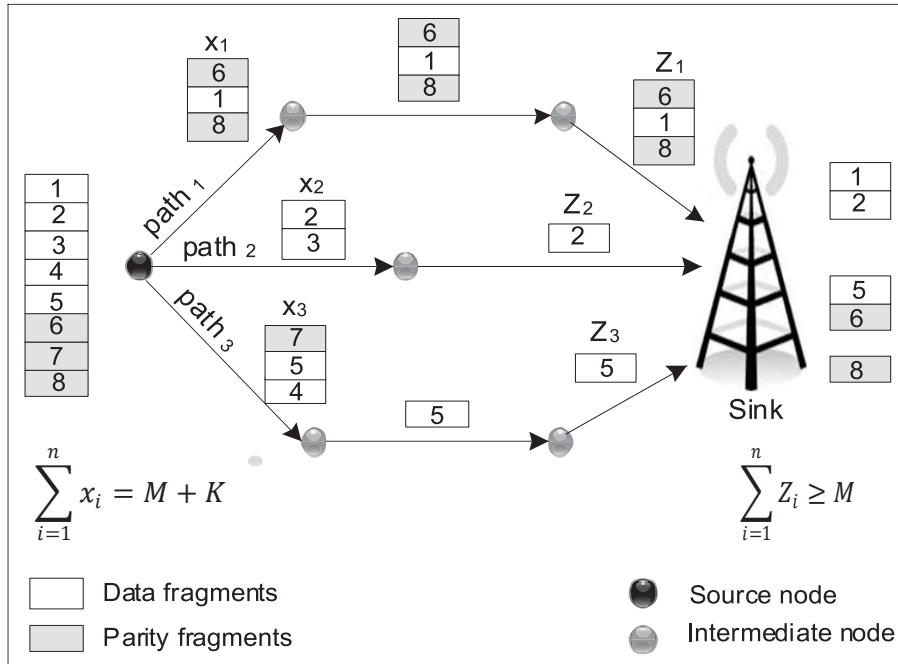 x1
6
1
8
6
1
8
Z1
6
1
8
1
2
3
4
5
6
7
8
path 1
path 2
path 3
x2
2
3
Z2
2
x3
7
5
4
5
Z3
5
1
2
5
6
8
Sink
\sum_{i=1}^{n} x_i = M + K
\sum_{i=1}^{n} Z_i ≥ M
Data fragments
Parity fragments
Source node
Intermediate node